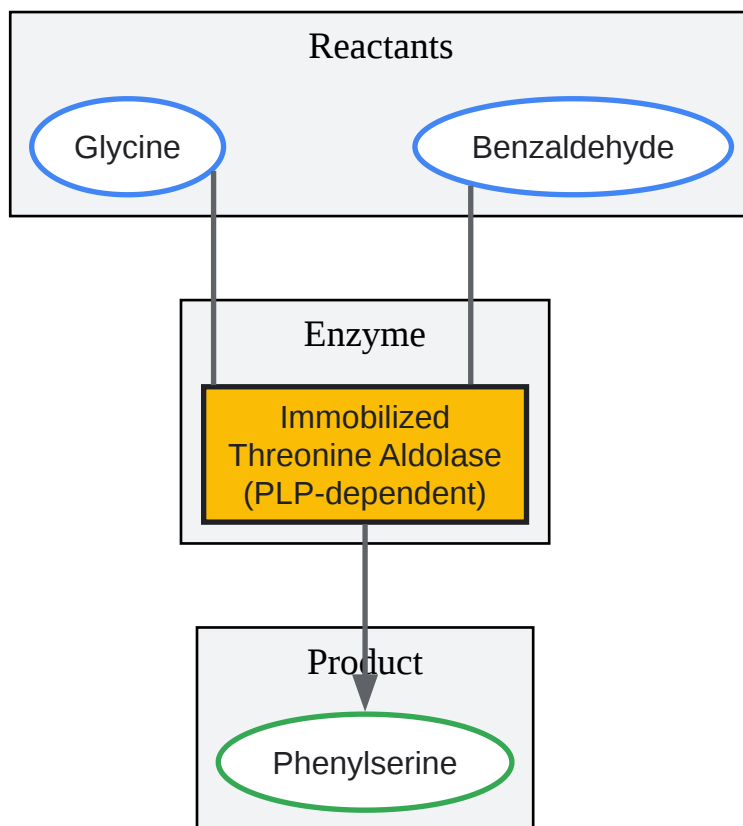 Reactants
Glycine
Benzaldehyde
Enzyme
Immobilized
Threonine Aldolase
(PLP-dependent)
Product
Phenylserine